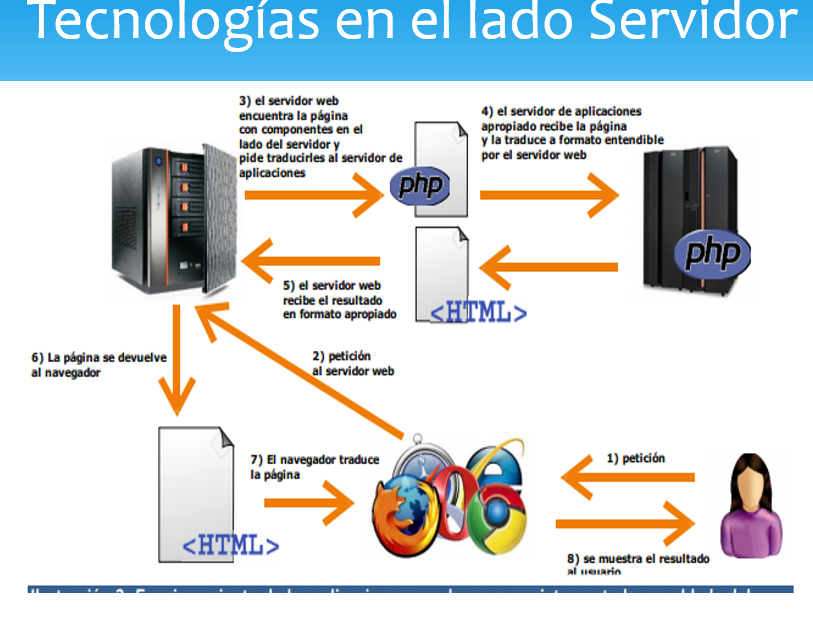 Tecnologías en el lado Servidor
3) el servidor web
encuentra la página
con componentes en el
lado del servidor y
pide traducirles al servidor de
aplicaciones
4) el servidor de aplicaciones
apropiado recibe la página
y la traduce a formato entendible
por el servidor web
php
php
5) el servidor web
recibe el resultado
en formato apropiado
<HTML>
6) La página se devuelve
al navegador
2) petición
al servidor web
7) El navegador traduce
la página
1) petición
<HTML>
8) se muestra el resultado
al usuario